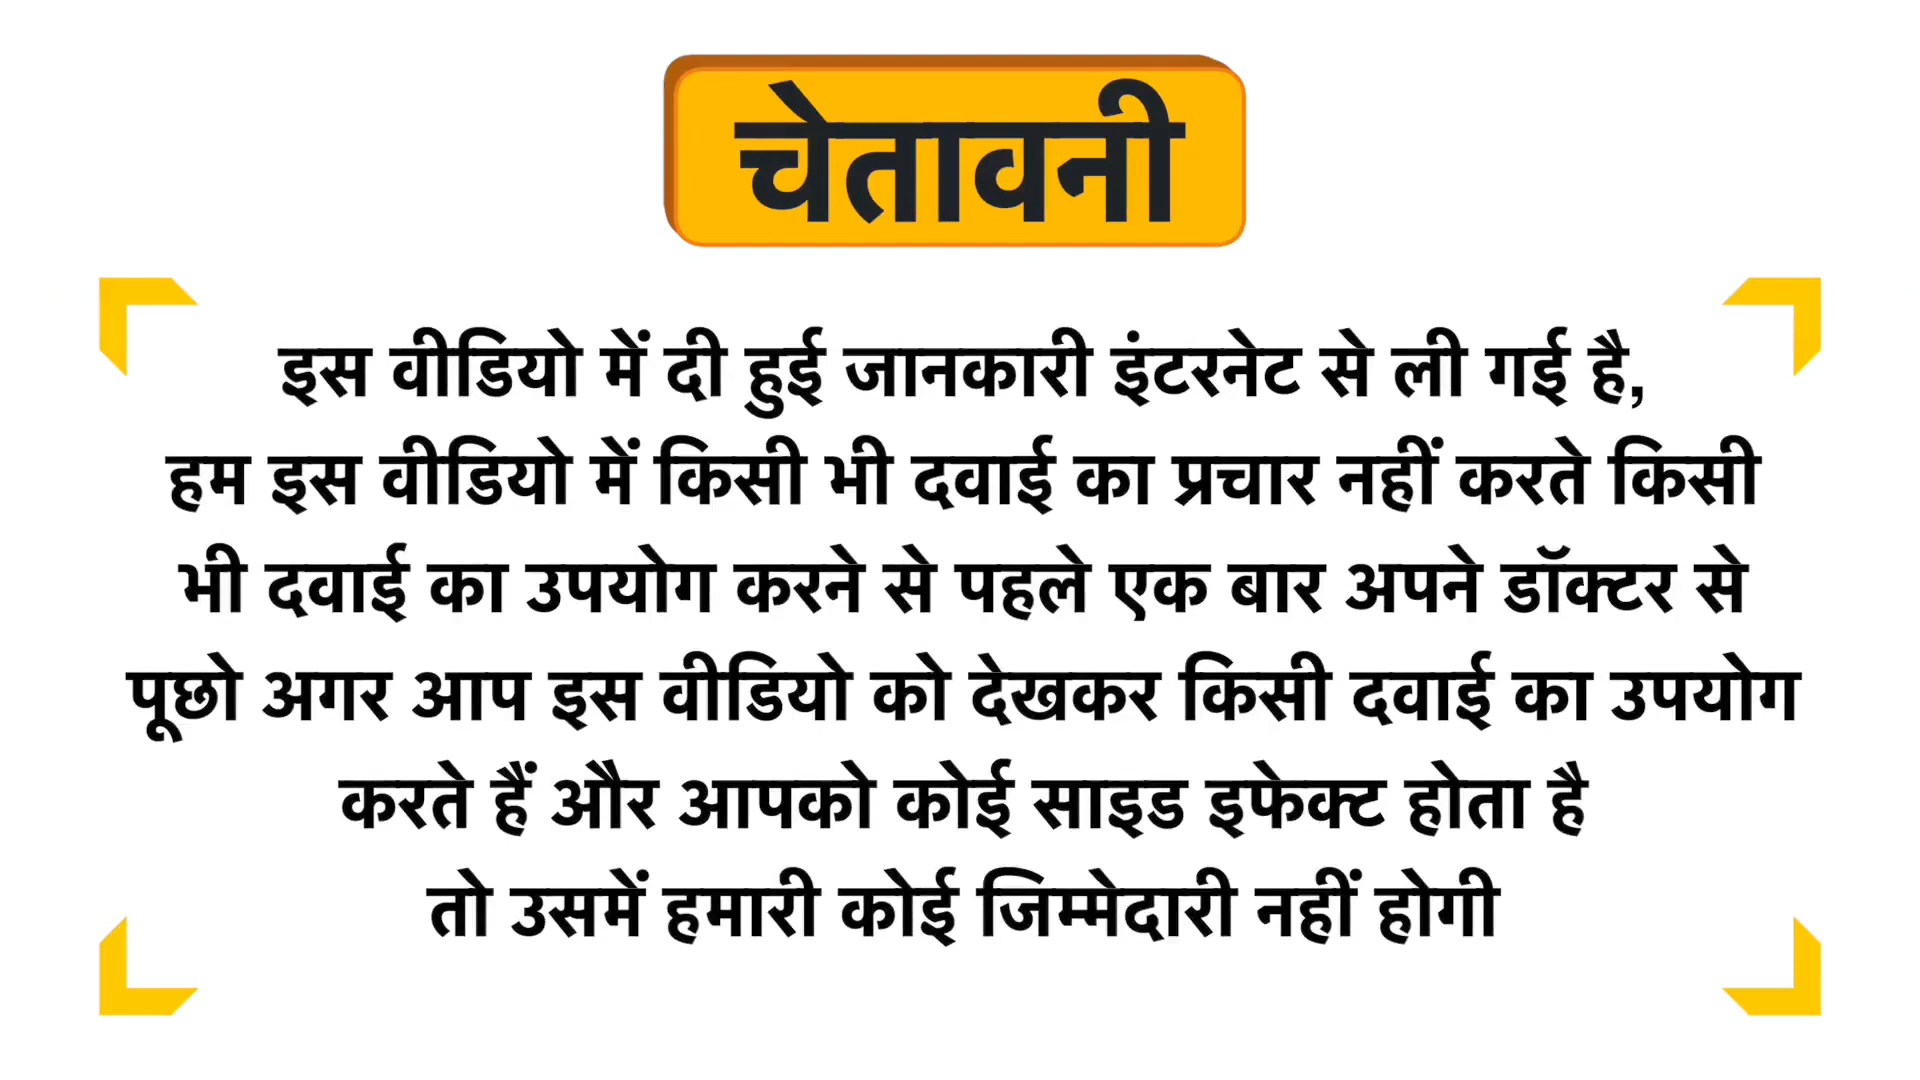 चेतावनी
इस वीडियो में दी हुई जानकारी इंटरनेट से ली गई है,
हम इस वीडियो में किसी भी दवाई का प्रचार नहीं करते किसी
भी दवाई का उपयोग करने से पहले एक बार अपने डॉक्टर से
पूछो अगर आप इस वीडियो को देखकर किसी दवाई का उपयोग
करते हैं और आपको कोई साइड इफेक्ट होता है
तो उसमें हमारी कोई जिम्मेदारी नहीं होगी